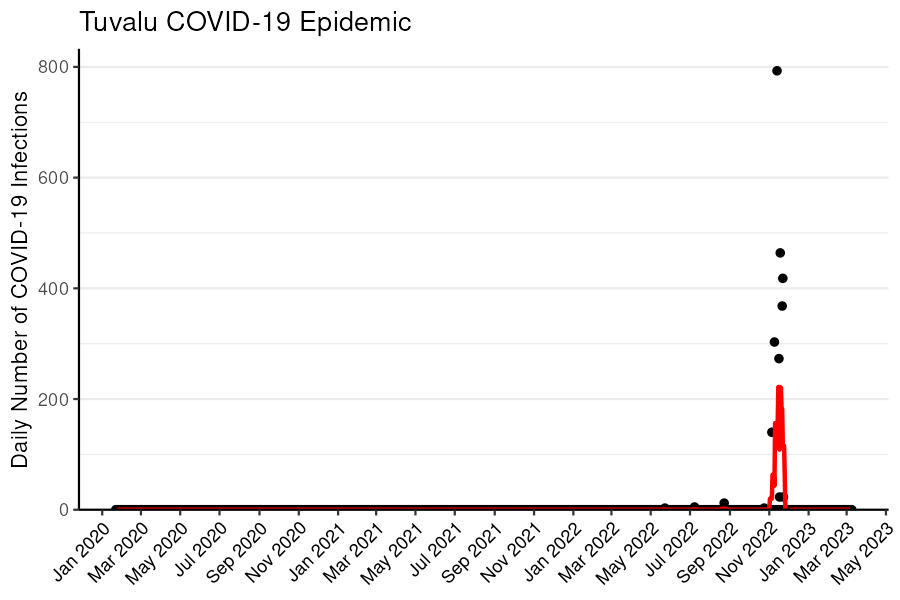 Tuvalu COVID-19 Epidemic
Daily Number of COVID-19 Infections
800
600
400
200
0
Jan 2020
Mar 2020
May 2020
Jul 2020
Sep 2020
Nov 2020
Jan 2021
Mar 2021
May 2021
Jul 2021
Sep 2021
Nov 2021
Jan 2022
Mar 2022
May 2022
Jul 2022
Sep 2022
Nov 2022
Jan 2023
Mar 2023
May 2023